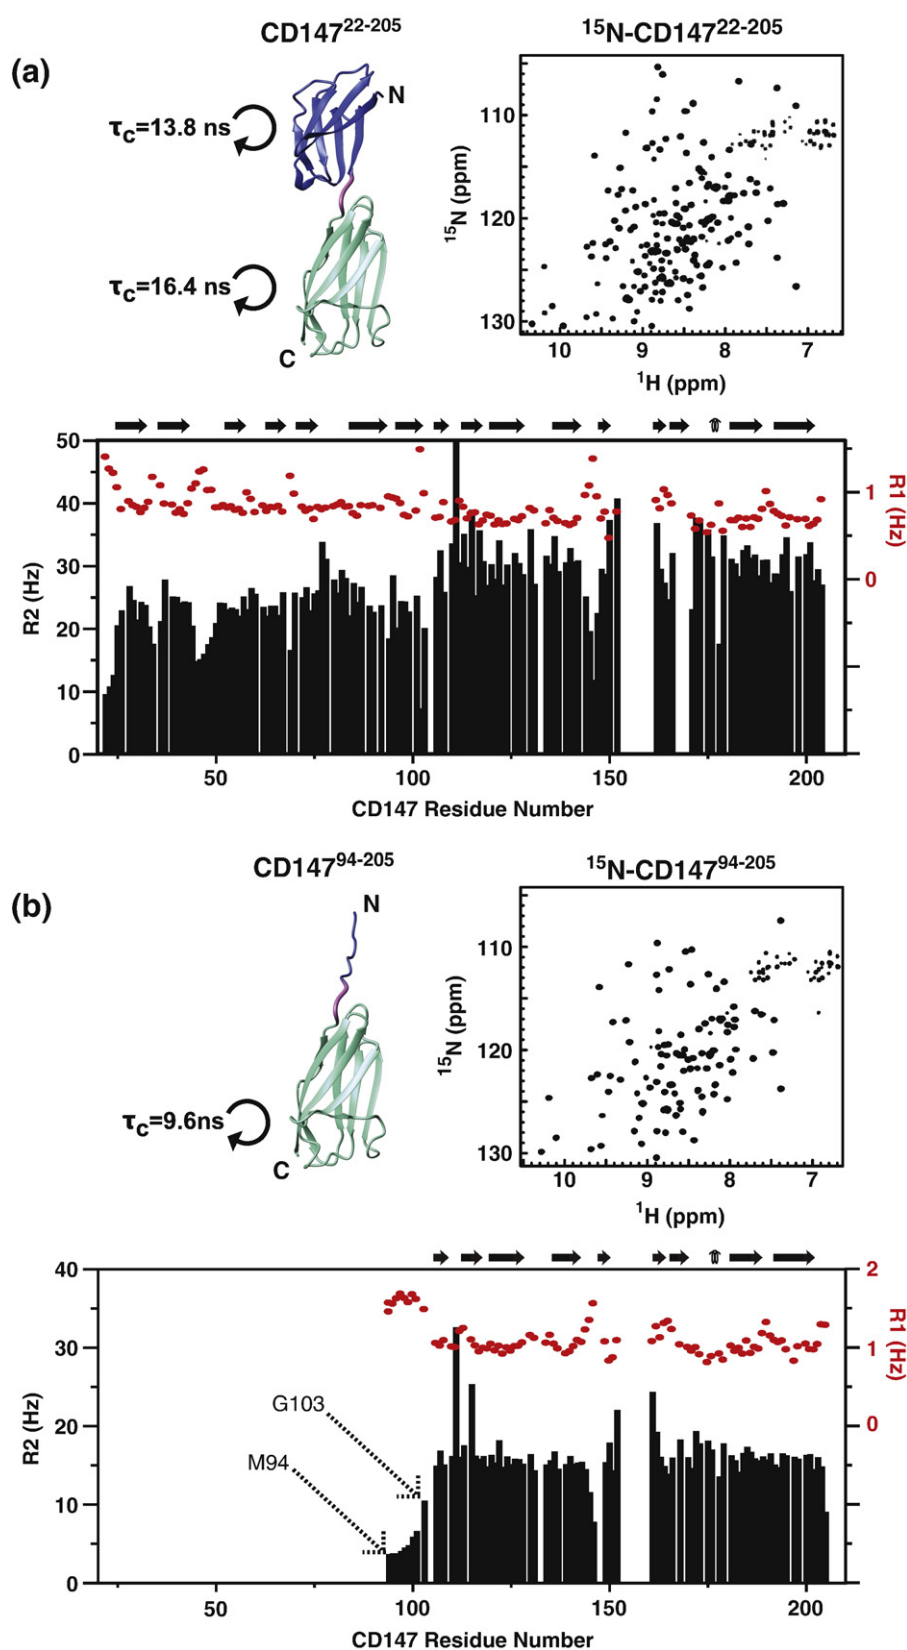 CD147²²⁻²⁰⁵
¹⁵N-CD147²²⁻²⁰⁵
(a)
N
τc=13.8 ns
τc=16.4 ns
C
110
120
130
¹⁵N (ppm)
10 9 8 7
¹H (ppm)
50
40
30
20
10
0
R2 (Hz)
1
0
R1 (Hz)
50 100 150 200
CD147 Residue Number
CD147⁹⁴⁻²⁰⁵
¹⁵N-CD147⁹⁴⁻²⁰⁵
(b)
N
τc=9.6ns
C
110
120
130
¹⁵N (ppm)
10 9 8 7
¹H (ppm)
40
30
20
10
0
R2 (Hz)
G103
M94
2
1
0
R1 (Hz)
50 100 150 200
CD147 Residue Number